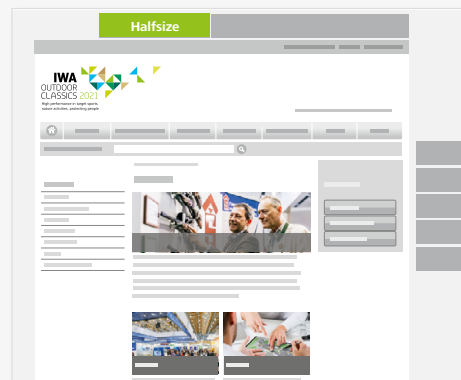 Halfsize
IWA
OUTDOOR
CLASSICS 2021
High performance in target sports,
nature activities, protecting people